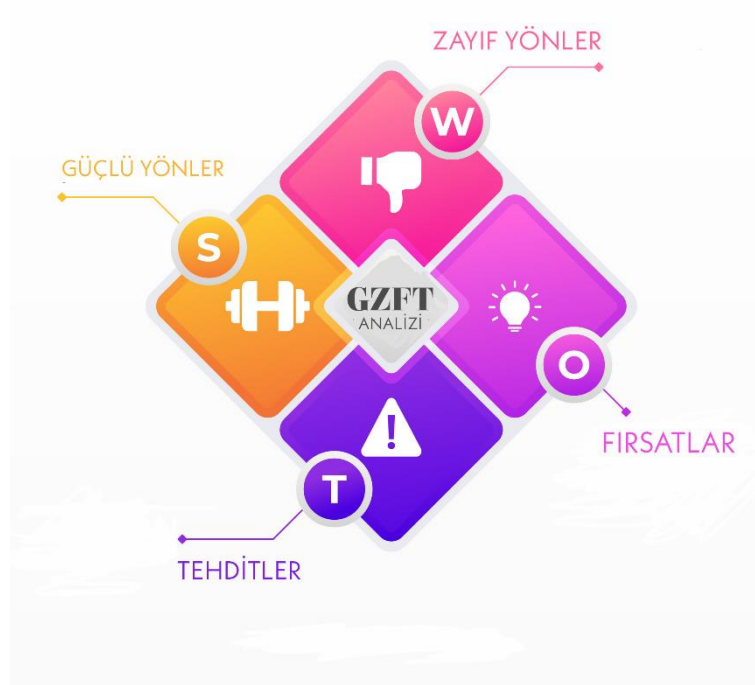 ZAYIF YÖNLER
W
GÜÇLÜ YÖNLER
S
GZFT
ANALİZİ
O
FIRSATLAR
T
TEHDİTLER